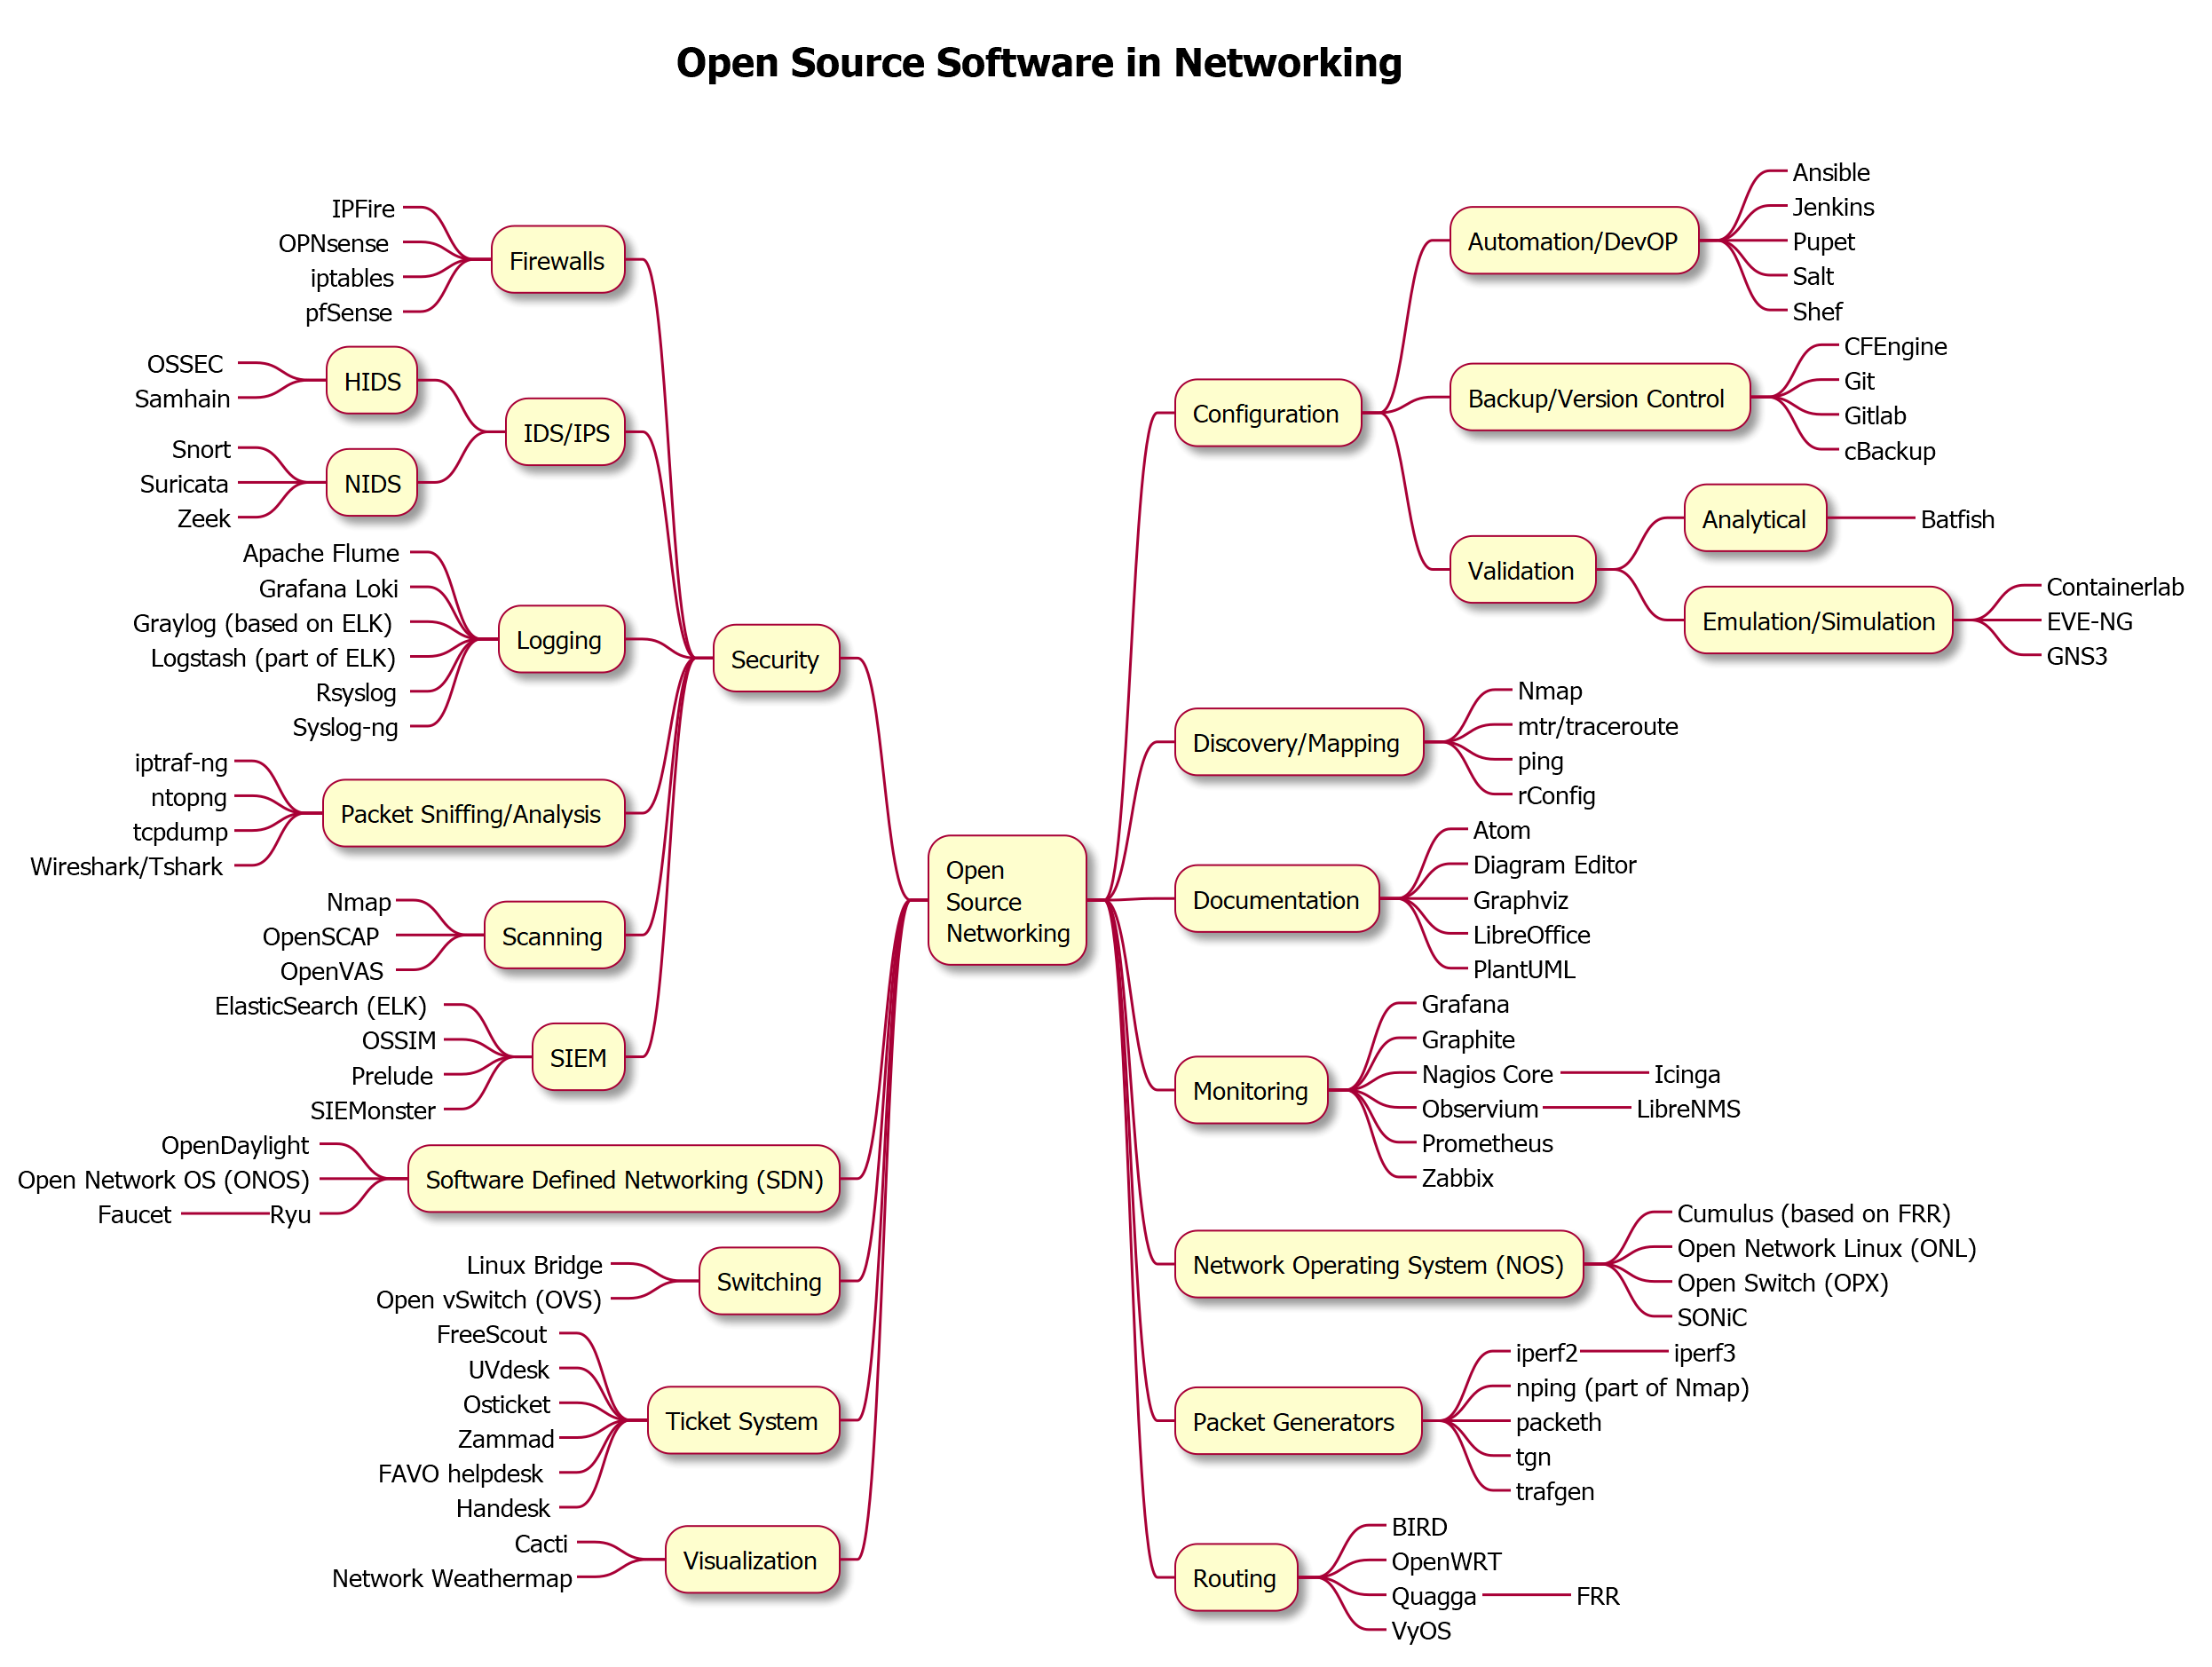 Open Source Software in Networking
IPFire
OPNsense
iptables
pfSense
Firewalls
OSSEC
Samhain
HIDS
Snort
Suricata
Zeek
NIDS
IDS/IPS
Apache Flume
Grafana Loki
Graylog (based on ELK)
Logstash (part of ELK)
Rsyslog
Syslog-ng
Logging
iptraf-ng
ntopng
tcpdump
Wireshark/Tshark
Packet Sniffing/Analysis
Nmap
OpenSCAP
OpenVAS
Scanning
ElasticSearch (ELK)
OSSIM
Prelude
SIEMonster
SIEM
Security
OpenDaylight
Open Network OS (ONOS)
Faucet
Ryu
Software Defined Networking (SDN)
Linux Bridge
Open vSwitch (OVS)
Switching
FreeScout
UVdesk
Osticket
Zammad
FAVO helpdesk
Handesk
Ticket System
Cacti
Network Weathermap
Visualization
Open
Source
Networking
Configuration
Automation/DevOP
Ansible
Jenkins
Pupet
Salt
Shef
Backup/Version Control
CFEngine
Git
Gitlab
cBackup
Validation
Analytical
Batfish
Emulation/Simulation
Containerlab
EVE-NG
GNS3
Discovery/Mapping
Nmap
mtr/traceroute
ping
rConfig
Documentation
Atom
Diagram Editor
Graphviz
LibreOffice
PlantUML
Monitoring
Grafana
Graphite
Nagios Core
Icinga
Observium
LibreNMS
Prometheus
Zabbix
Network Operating System (NOS)
Cumulus (based on FRR)
Open Network Linux (ONL)
Open Switch (OPX)
SONiC
Packet Generators
iperf2
iperf3
nping (part of Nmap)
packeth
tgn
trafgen
Routing
BIRD
OpenWRT
Quagga
FRR
VyOS